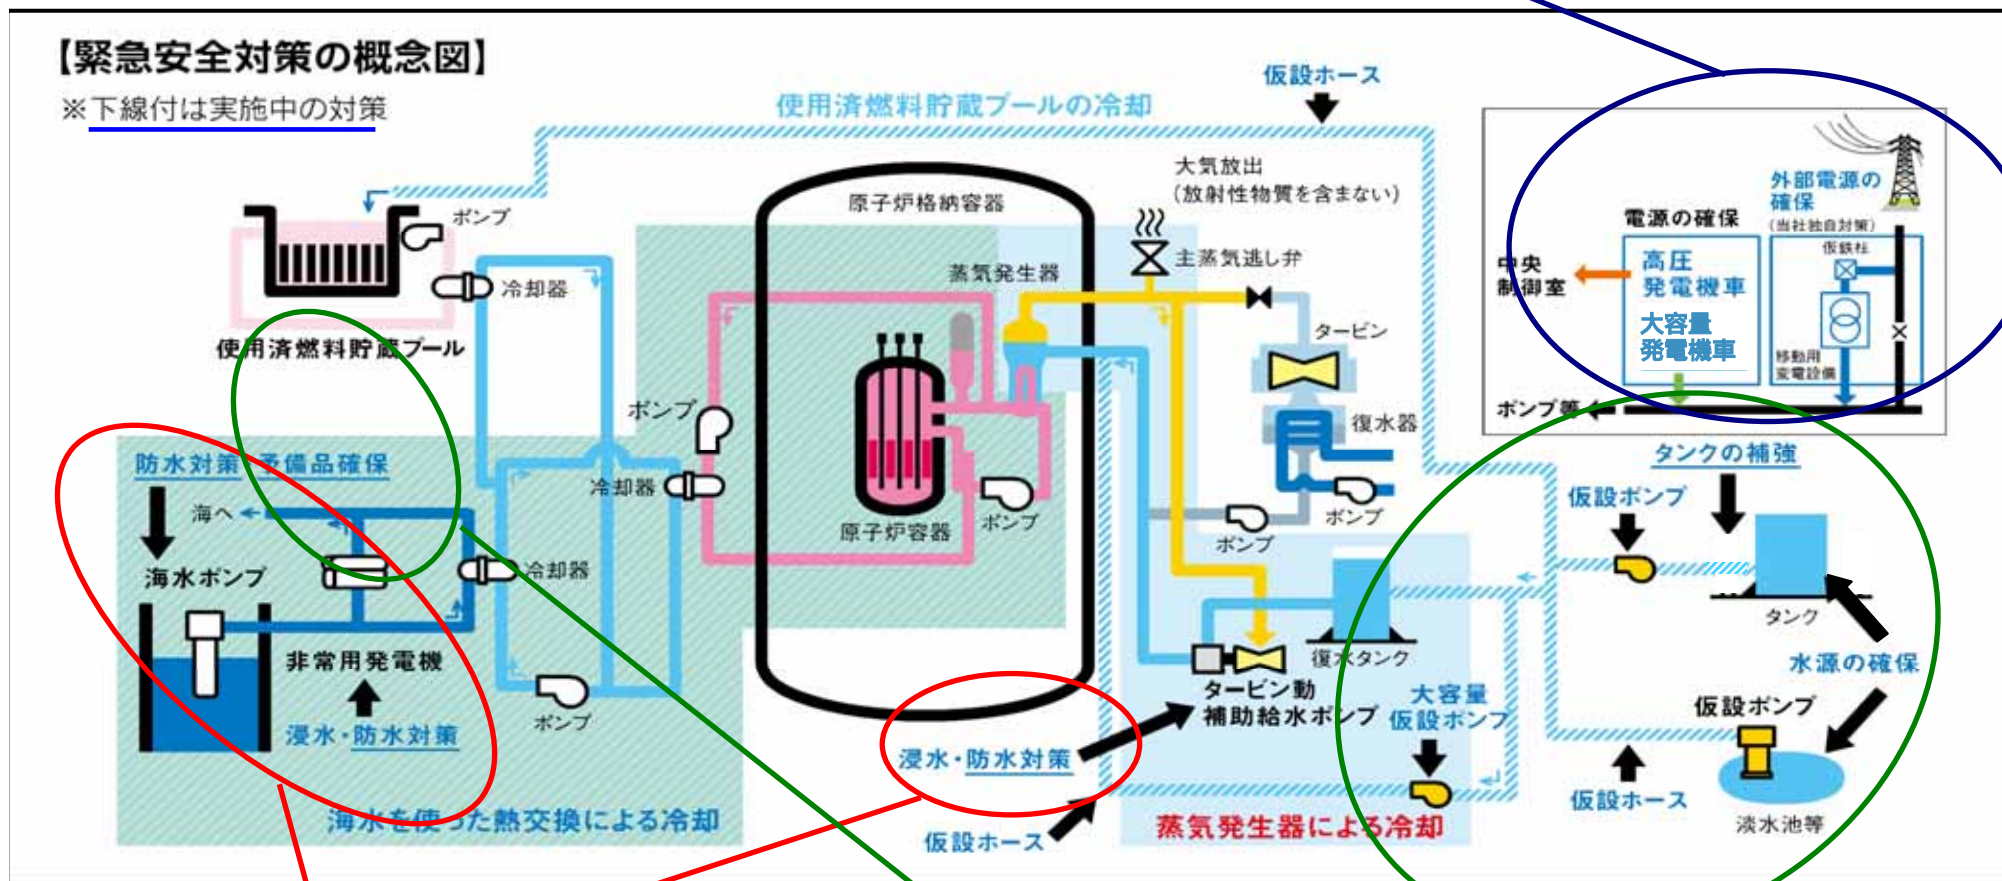 【緊急安全対策の概念図】
※下線付は実施中の対策
使用済燃料貯蔵プールの冷却
仮設ホース
ポンプ
冷却器
使用済燃料貯蔵プール
原子炉格納容器
大気放出
(放射性物質を含まない)
主蒸気逃し弁
蒸気発生器
タービン
復水器
ポンプ
ポンプ
ポンプ
冷却器
原子炉容器
ポンプ
外部電源の
確保
(当社独自対策)
電源の確保
仮鉄柱
中央
制御室
高圧
発電機車
大容量
発電機車
移動用
変電設備
ポンプ等
防水対策・予備品確保
海へ
海水ポンプ
冷却器
非常用発電機
浸水・防水対策
ポンプ
海水を使った熱交換による冷却
タンクの補強
仮設ポンプ
タンク
水源の確保
復水タンク
タービン動
補助給水ポンプ
大容量
仮設ポンプ
浸水・防水対策
仮設ホース
蒸気発生器による冷却
仮設ポンプ
仮設ホース
淡水池等